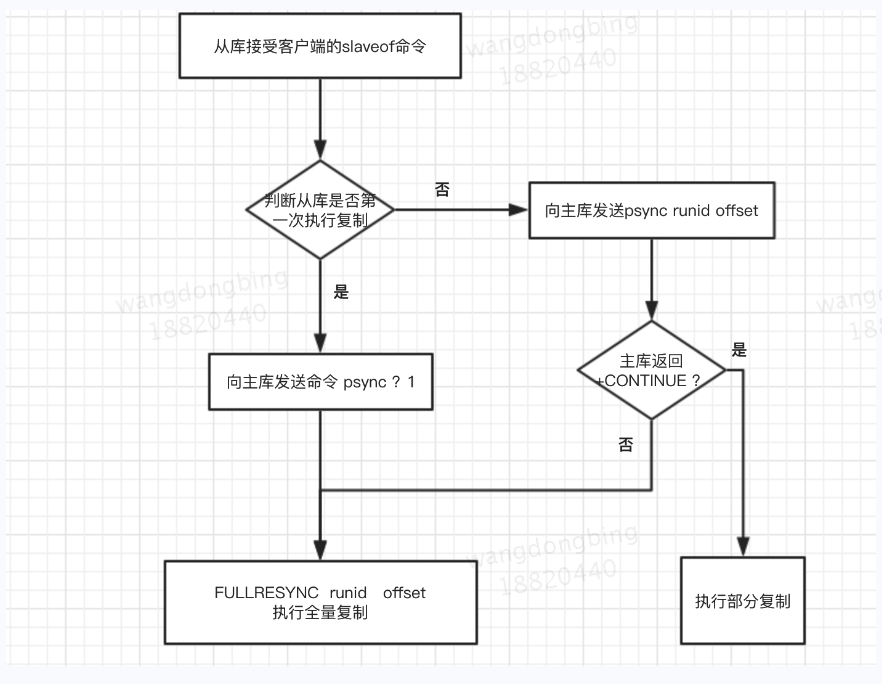 从库接受客户端的slaveof命令
wangdongbing
18820440
判断从库是否第
一次执行复制
否
向主库发送psync runid offset
是
wangdongbing
18820440
主库返回
+CONTINUE ?
是
向主库发送命令 psync ? 1
否
wangdongbing
18820440
FULLRESYNC runid offset
执行全量复制
执行部分复制